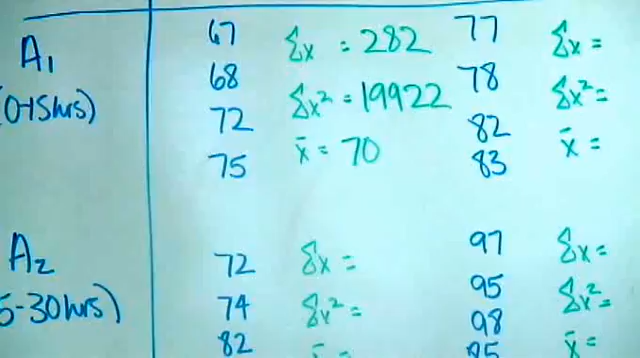 A₁
(0-15hrs)
67
68
72
75
Σx = 282
Σx² = 19922
x̄ = 70
77
78
82
83
Σx =
Σx² =
x̄ =
A₂
5-30hrs)
72
74
82
Σx =
Σx² =
x̄ =
97
95
98
95
Σx =
Σx² =
x̄ =